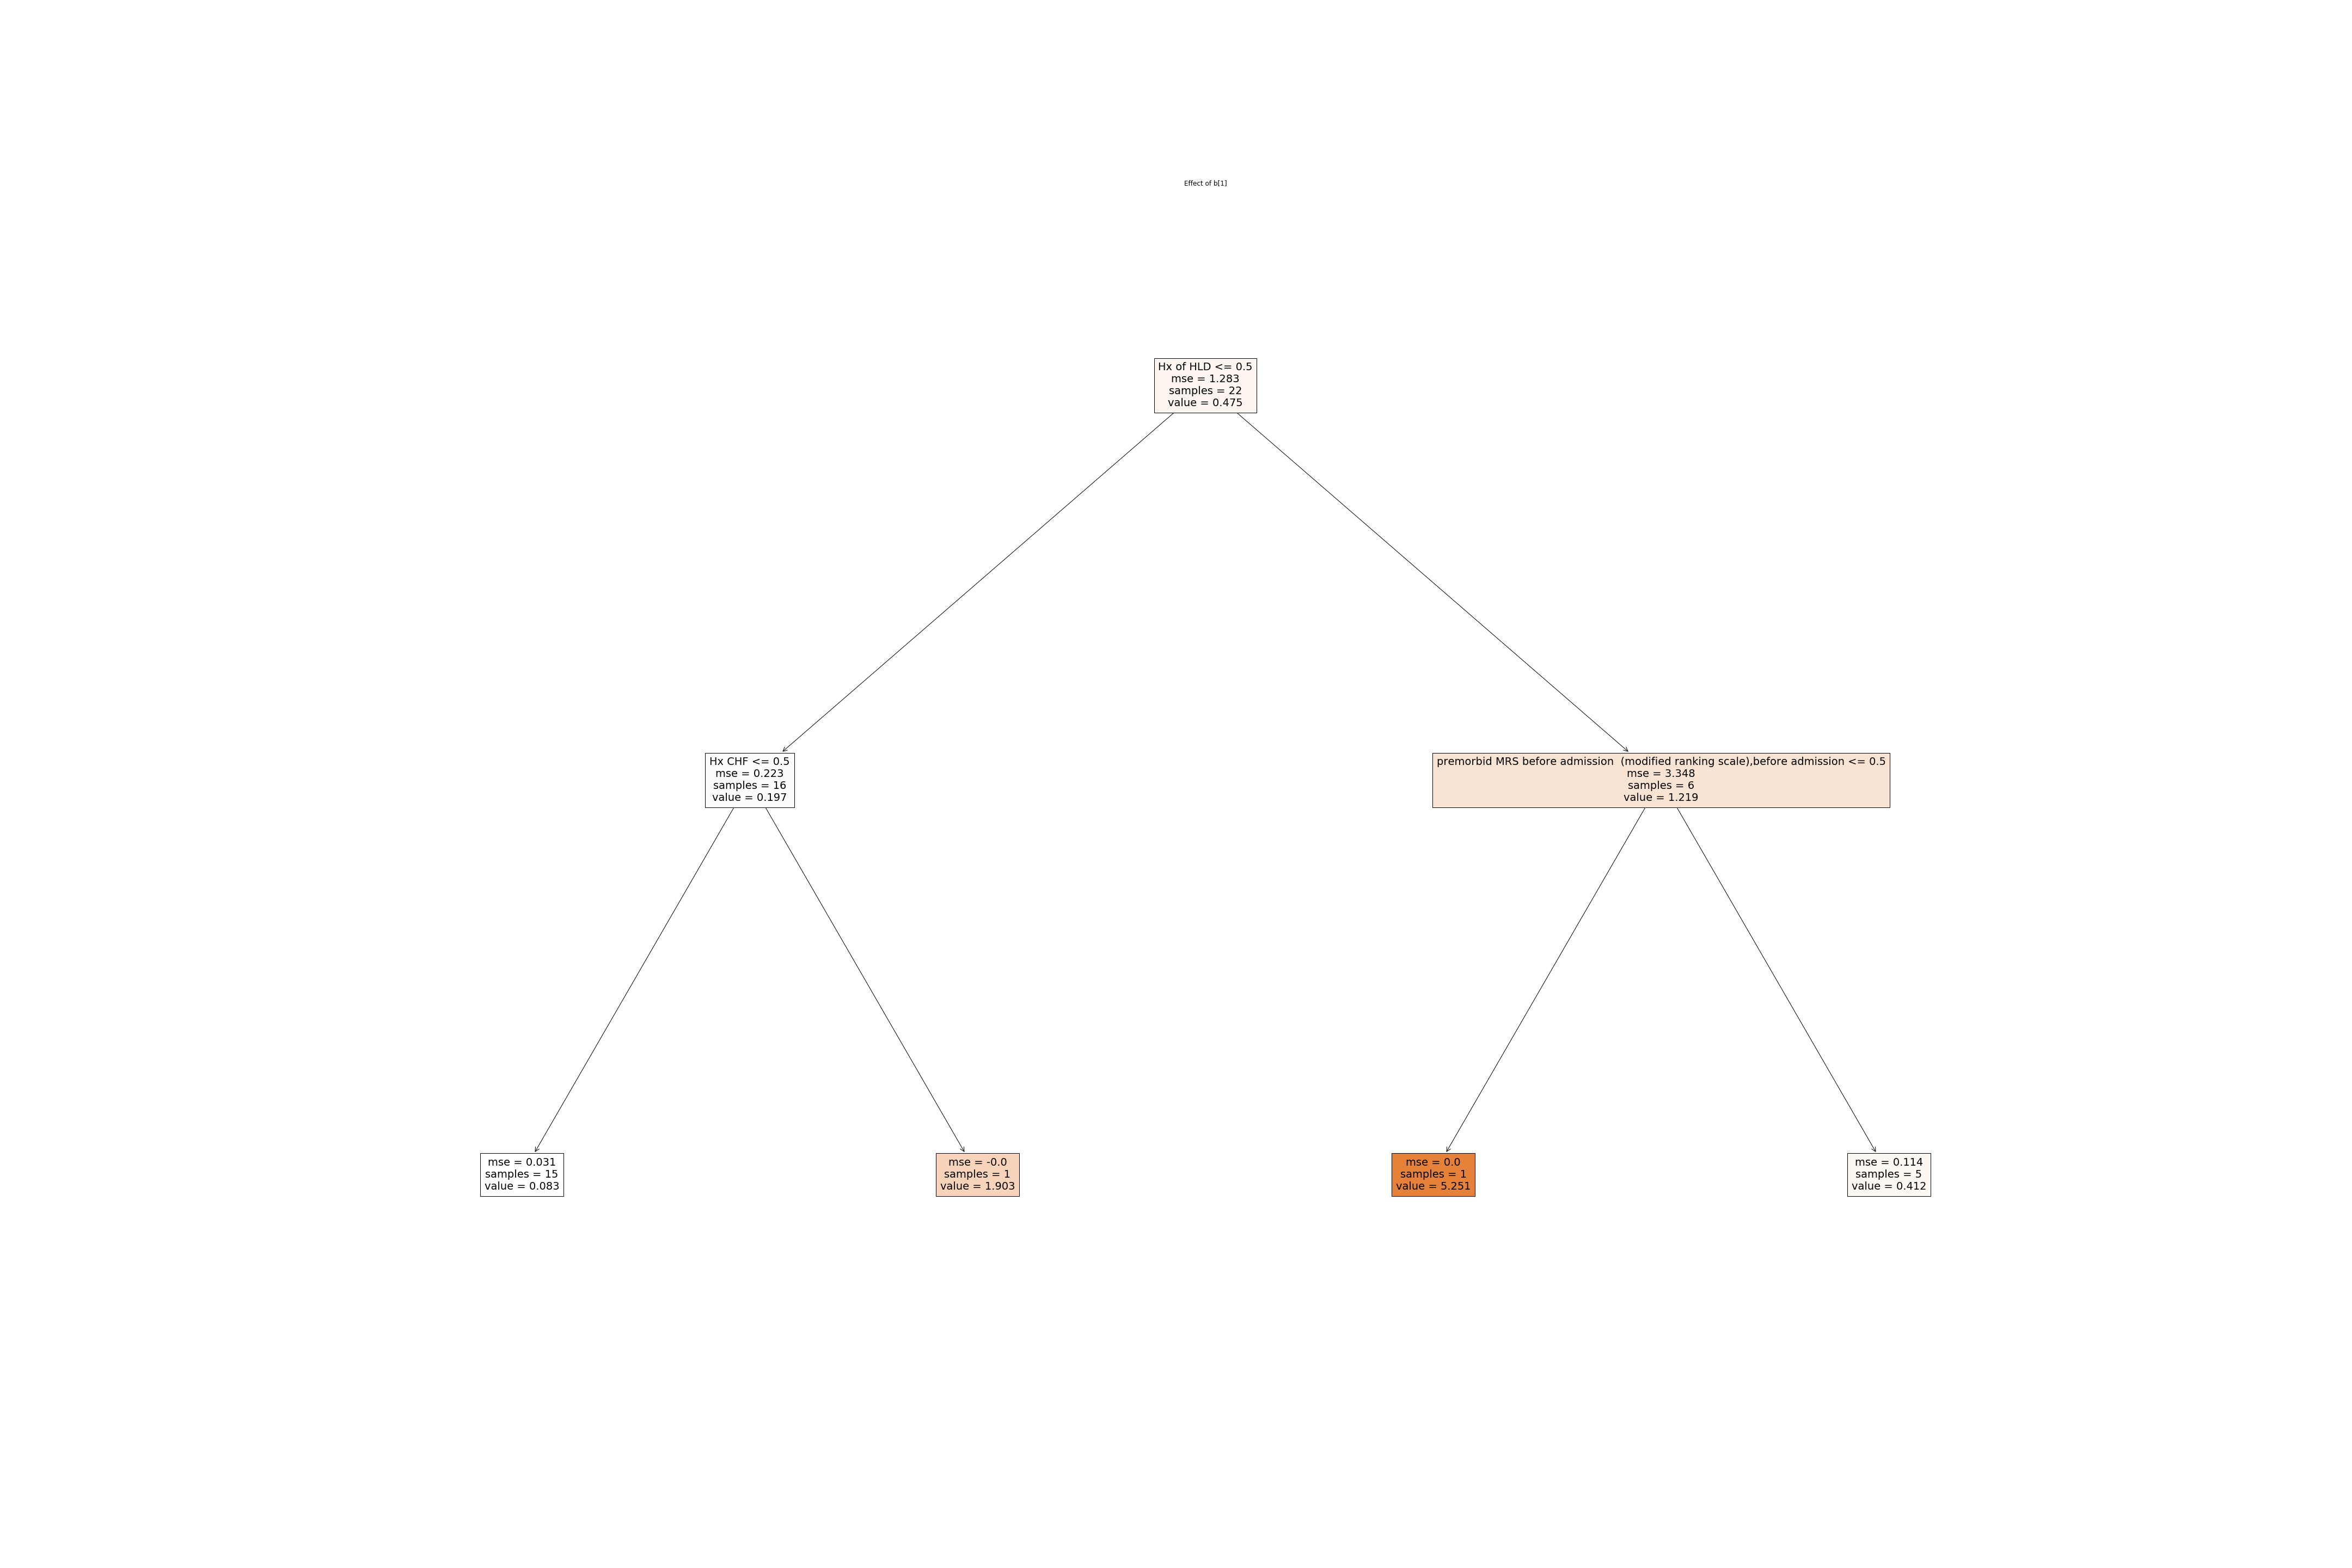 Effect of b[1]
Hx of HLD <= 0.5
mse = 1.283
samples = 22
value = 0.475
Hx CHF <= 0.5
mse = 0.223
samples = 16
value = 0.197
premorbid MRS before admission  (modified ranking scale),before admission <= 0.5
mse = 3.348
samples = 6
value = 1.219
mse = 0.031
samples = 15
value = 0.083
mse = -0.0
samples = 1
value = 1.903
mse = 0.0
samples = 1
value = 5.251
mse = 0.114
samples = 5
value = 0.412